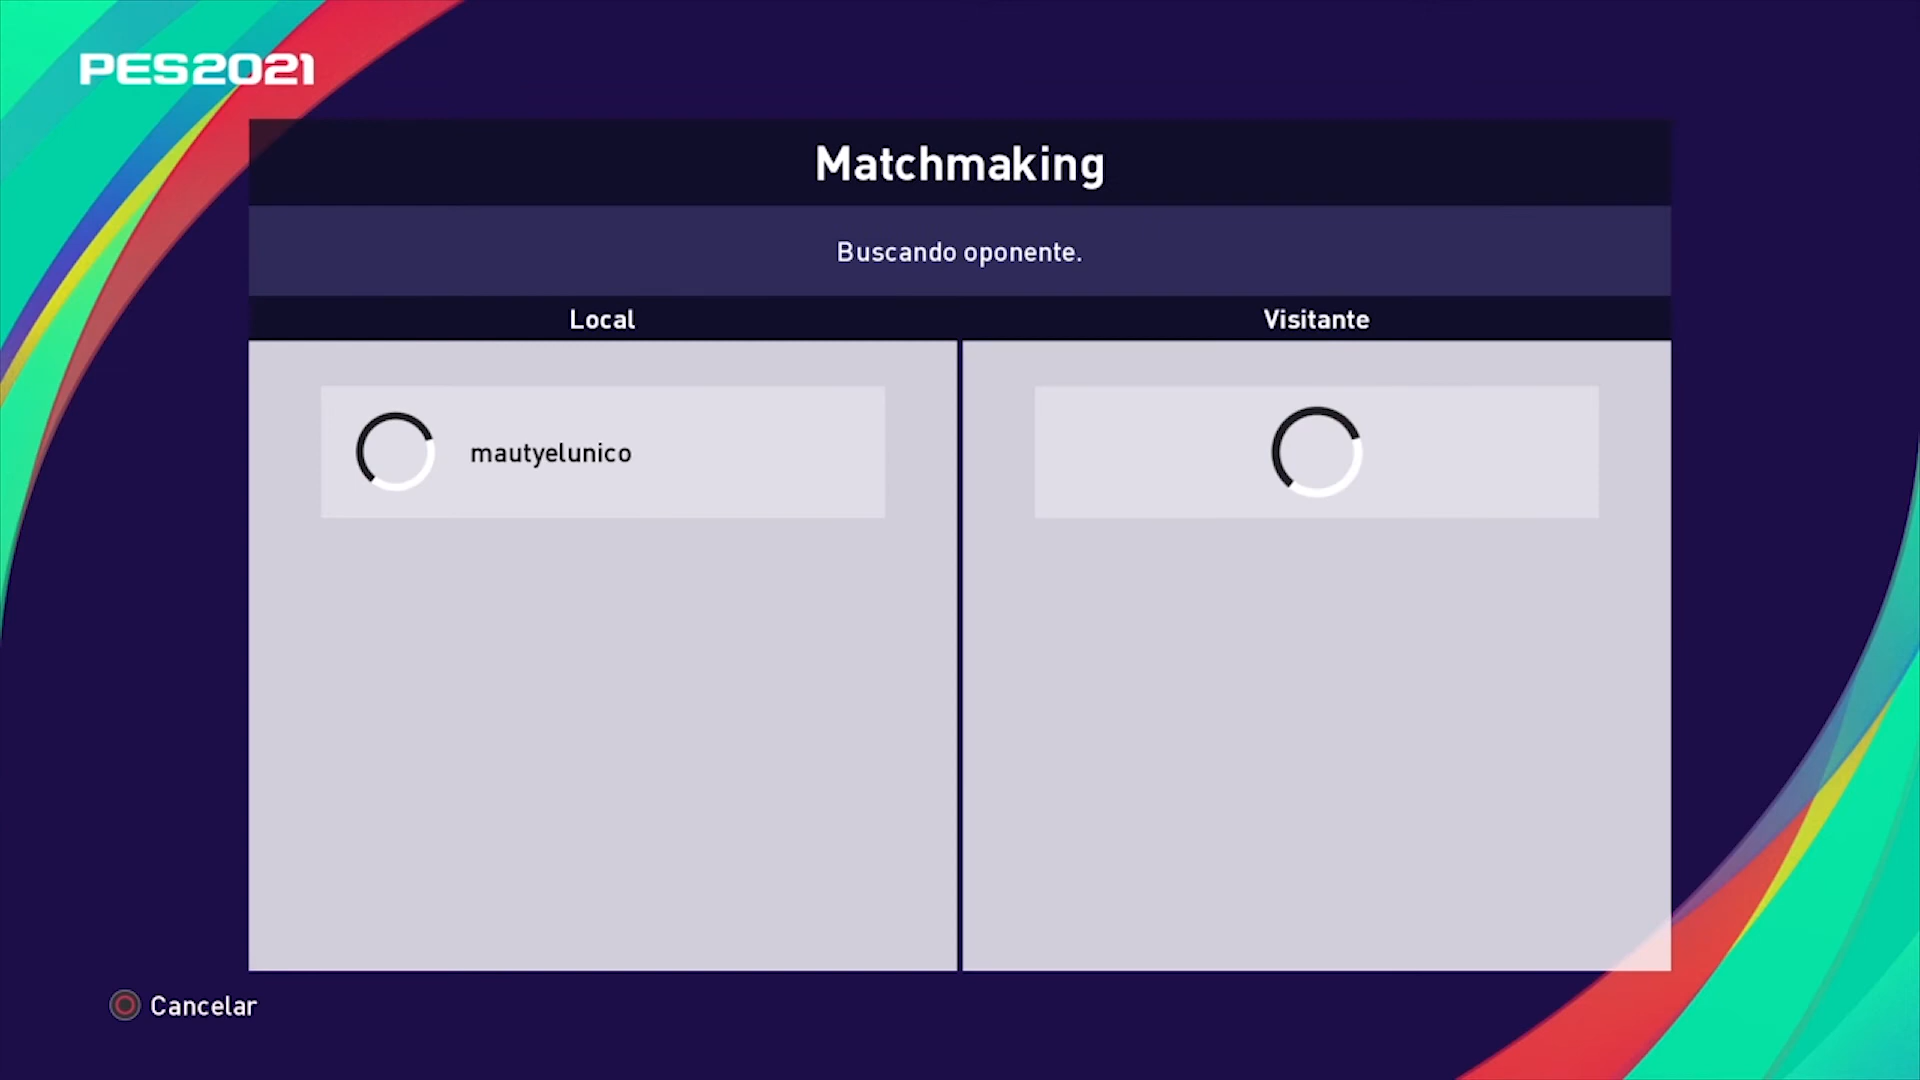 PES2021
Matchmaking
Buscando oponente.
Local
Visitante
mautyelunico
Cancelar